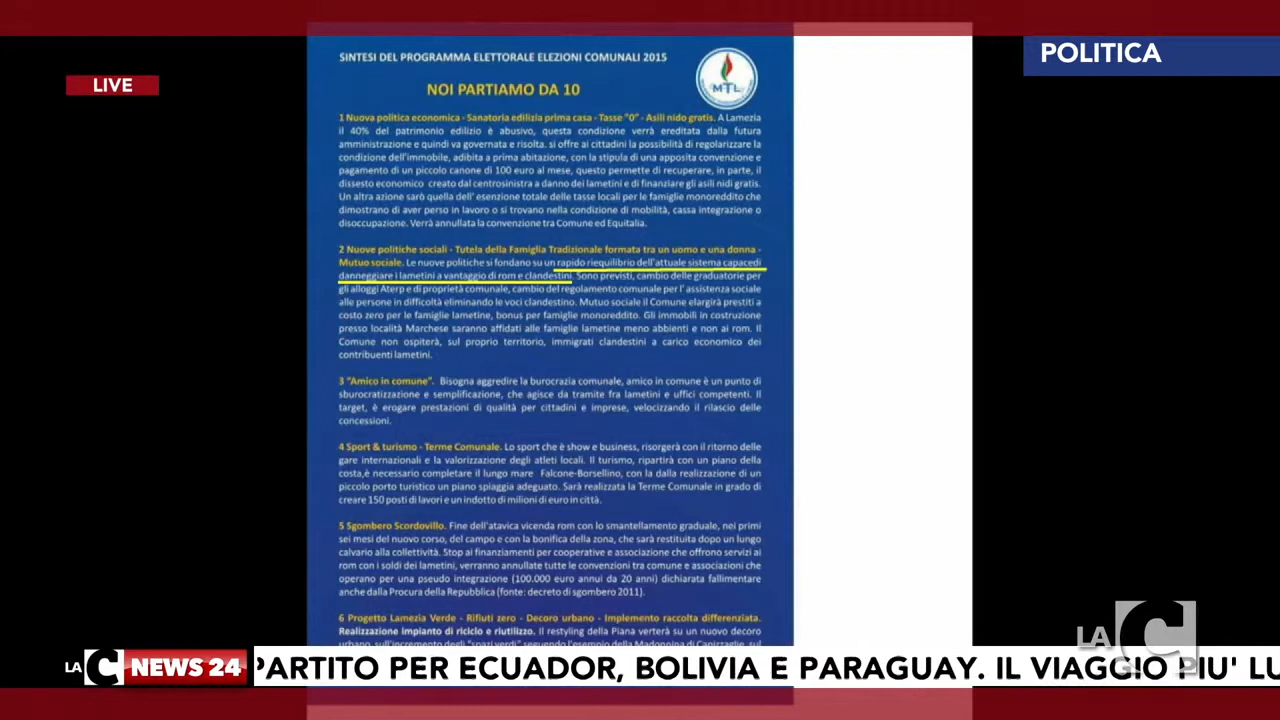 POLITICA
LIVE
SINTESI DEL PROGRAMMA ELETTORALE ELEZIONI COMUNALI 2015
MTL
NOI PARTIAMO DA 10
1 Nuova politica economica - Sanatoria edilizia prima casa - Tasse "0" - Asili nido gratis. A Lamezia
il 40% del patrimonio edilizio è abusivo, questa condizione verrà ereditata dalla futura
amministrazione e quindi va governata e risolta. si offre ai cittadini la possibilità di regolarizzare la
condizione dell'immobile, adibita a prima abitazione, con la stipula di una apposita convenzione e
pagamento di un piccolo canone di 100 euro al mese, questo permette di recuperare, in parte, il
dissesto economico creato dal centrosinistra a danno dei lametini e di finanziare gli asili nidi gratis.
Un altra azione sarò quella dell' esenzione totale delle tasse locali per le famiglie monoreddito che
dimostrano di aver perso in lavoro o si trovano nella condizione di mobilità, cassa integrazione o
disoccupazione. Verrà annullata la convenzione tra Comune ed Equitalia.
2 Nuove politiche sociali - Tutela della Famiglia Tradizionale formata tra un uomo e una donna -
Mutuo sociale. Le nuove politiche si fondano su un rapido riequilibrio dell'attuale sistema capacedi
danneggiare i lametini a vantaggio di rom e clandestini. Sono previsti, cambio delle graduatorie per
gli alloggi Aterp e di proprietà comunale, cambio del regolamento comunale per l' assistenza sociale
alle persone in difficoltà eliminando le voci clandestino. Mutuo sociale il Comune elargirà prestiti a
costo zero per le famiglie lametine, bonus per famiglie monoreddito. Gli immobili in costruzione
presso località Marchese saranno affidati alle famiglie lametine meno abbienti e non ai rom. Il
Comune non ospiterà, sul proprio territorio, immigrati clandestini a carico economico dei
contribuenti lametini.
3 "Amico in comune". Bisogna aggredire la burocrazia comunale, amico in comune è un punto di
sburocratizzazione e semplificazione, che agisce da tramite fra lametini e uffici competenti. Il
target, è erogare prestazioni di qualità per cittadini e imprese, velocizzando il rilascio delle
concessioni.
4 Sport & turismo - Terme Comunale. Lo sport che è show e business, risorgerà con il ritorno delle
gare internazionali e la valorizzazione degli atleti locali. Il turismo, ripartirà con un piano della
costa,è necessario completare il lungo mare Falcone-Borsellino, con la dalla realizzazione di un
piccolo porto turistico un piano spiaggia adeguato. Sarà realizzata la Terme Comunale in grado di
creare 150 posti di lavori e un indotto di milioni di euro in città.
5 Sgombero Scordovillo. Fine dell'atavica vicenda rom con lo smantellamento graduale, nei primi
sei mesi del nuovo corso, del campo e con la bonifica della zona, che sarà restituita dopo un lungo
calvario alla collettività. Stop ai finanziamenti per cooperative e associazione che offrono servizi ai
rom con i soldi dei lametini, verranno annullate tutte le convenzioni tra comune e associazioni che
operano per una pseudo integrazione (100.000 euro annui da 20 anni) dichiarata fallimentare
anche dalla Procura della Repubblica (fonte: decreto di sgombero 2011).
6 Progetto Lamezia Verde - Rifiuti zero - Decoro urbano - Implemento raccolta differenziata.
Realizzazione impianto di riciclo e riutilizzo. Il restyling della Piana verterà su un nuovo decoro
urbano, sull'incremento degli "spazi verdi" seguendo l'esempio della Madonnina di Capizzaglie, sul
LA C
LA C NEWS 24
PARTITO PER ECUADOR, BOLIVIA E PARAGUAY. IL VIAGGIO PIU' LU